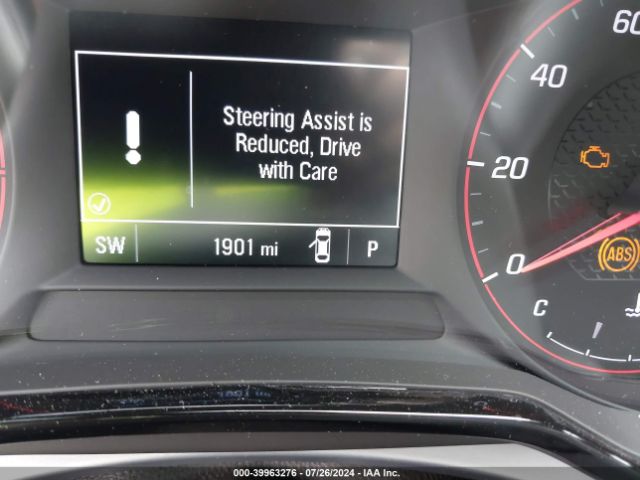 Steering Assist is
Reduced, Drive
with Care
SW 1901 mi P
60
40
20
0
ABS
C
000-39963276 - 07/26/2024 - IAA Inc.